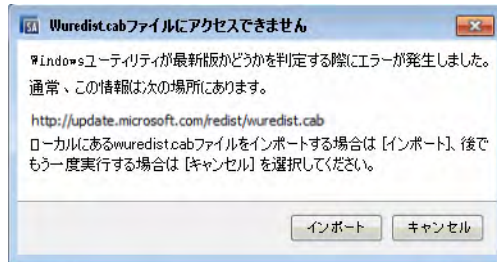 SA Wuredist.cabファイルにアクセスできません
Windowsユーティリティが最新版かどうかを判定する際にエラーが発生しました。
通常、この情報は次の場所にあります。
http://update.microsoft.com/redist/wuredist.cab
ローカルにあるwuredist.cabファイルをインポートする場合は [インポート]、後で
もう一度実行する場合は [キャンセル] を選択してください。
インポート キャンセル